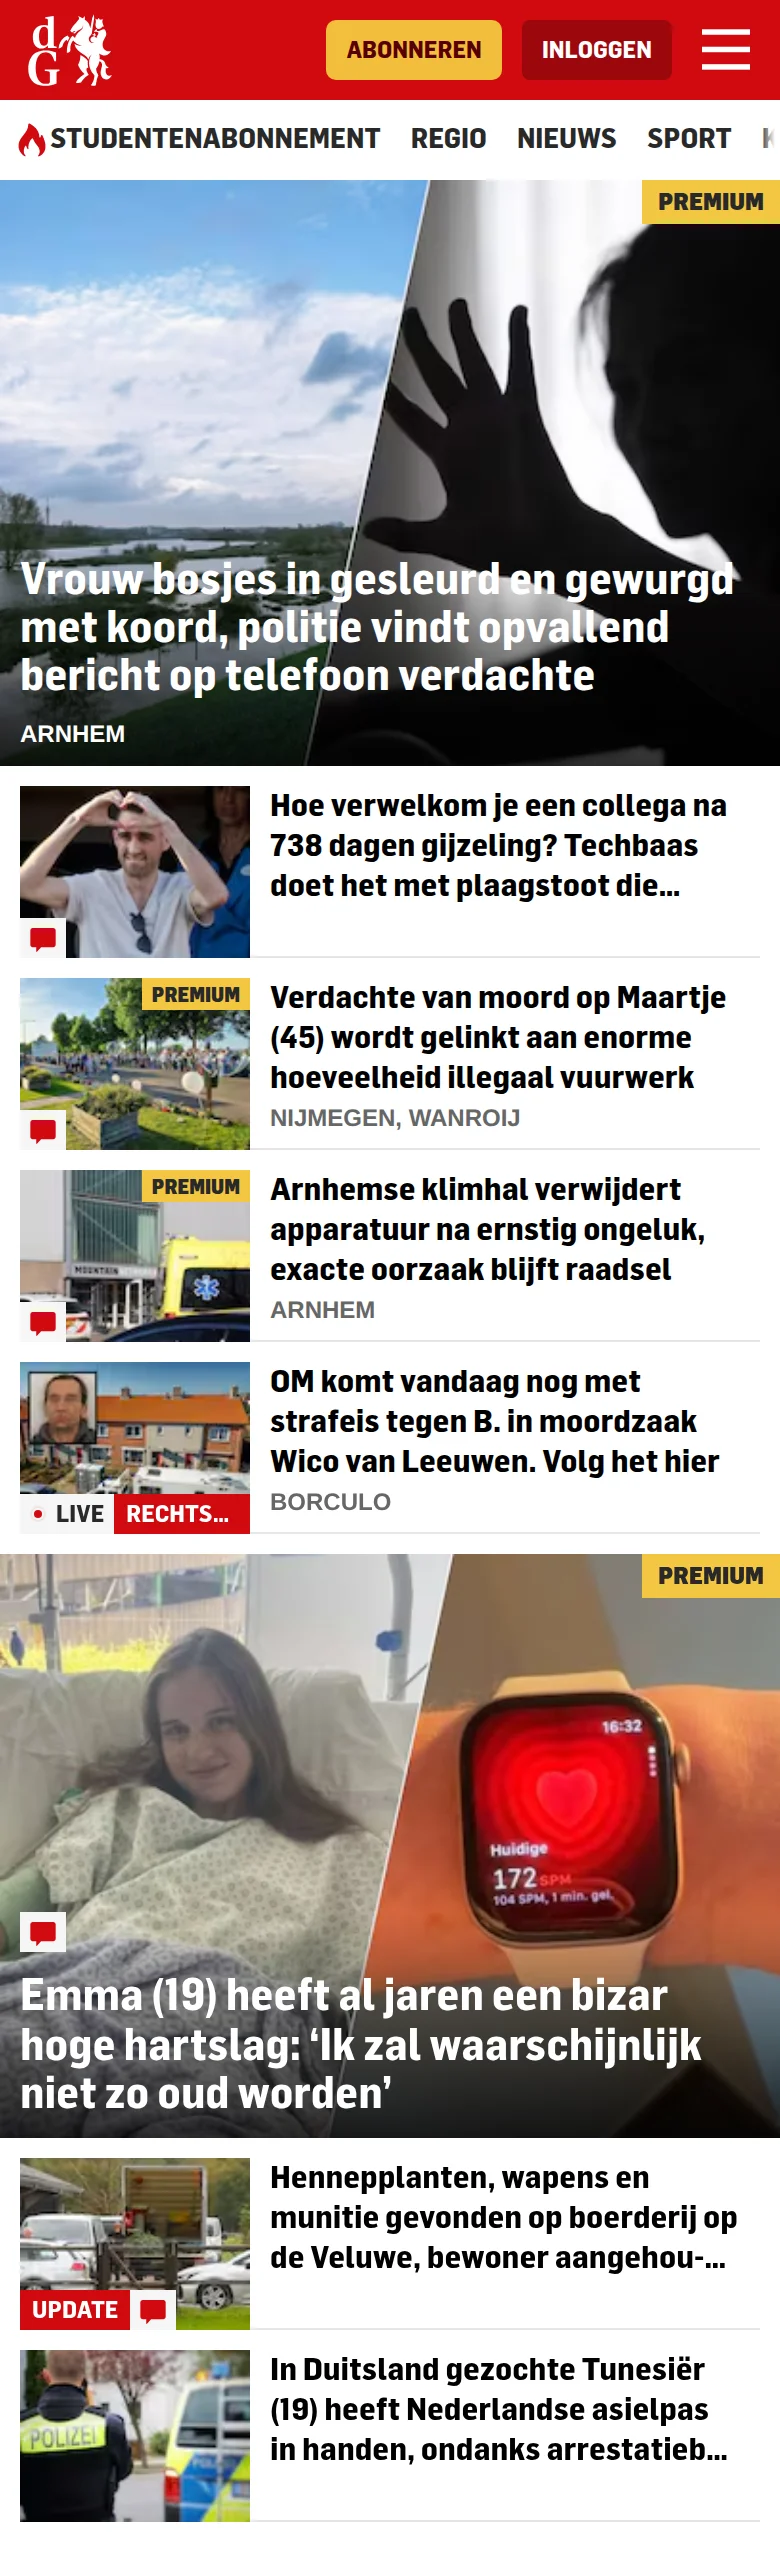 dG
ABONNEREN
INLOGGEN
STUDENTENABONNEMENT
REGIO
NIEUWS
SPORT
PREMIUM
Vrouw bosjes in gesleurd en gewurgd
met koord, politie vindt opvallend
bericht op telefoon verdachte
ARNHEM
Hoe verwelkom je een collega na
738 dagen gijzeling? Techbaas
doet het met plaagstoot die...
PREMIUM
Verdachte van moord op Maartje
(45) wordt gelinkt aan enorme
hoeveelheid illegaal vuurwerk
NIJMEGEN, WANROIJ
PREMIUM
MOUNTAIN
Arnhemse klimhal verwijdert
apparatuur na ernstig ongeluk,
exacte oorzaak blijft raadsel
ARNHEM
OM komt vandaag nog met
strafeis tegen B. in moordzaak
Wico van Leeuwen. Volg het hier
LIVE
RECHTS...
BORCULO
PREMIUM
16:32
Huidige
172 SPM
104 SPM, 1 min. gel.
Emma (19) heeft al jaren een bizar
hoge hartslag: ‘Ik zal waarschijnlijk
niet zo oud worden’
Hennepplanten, wapens en
munitie gevonden op boerderij op
de Veluwe, bewoner aangehou-...
UPDATE
In Duitsland gezochte Tunesiër
(19) heeft Nederlandse asielpas
in handen, ondanks arrestatieb...
POLIZEI